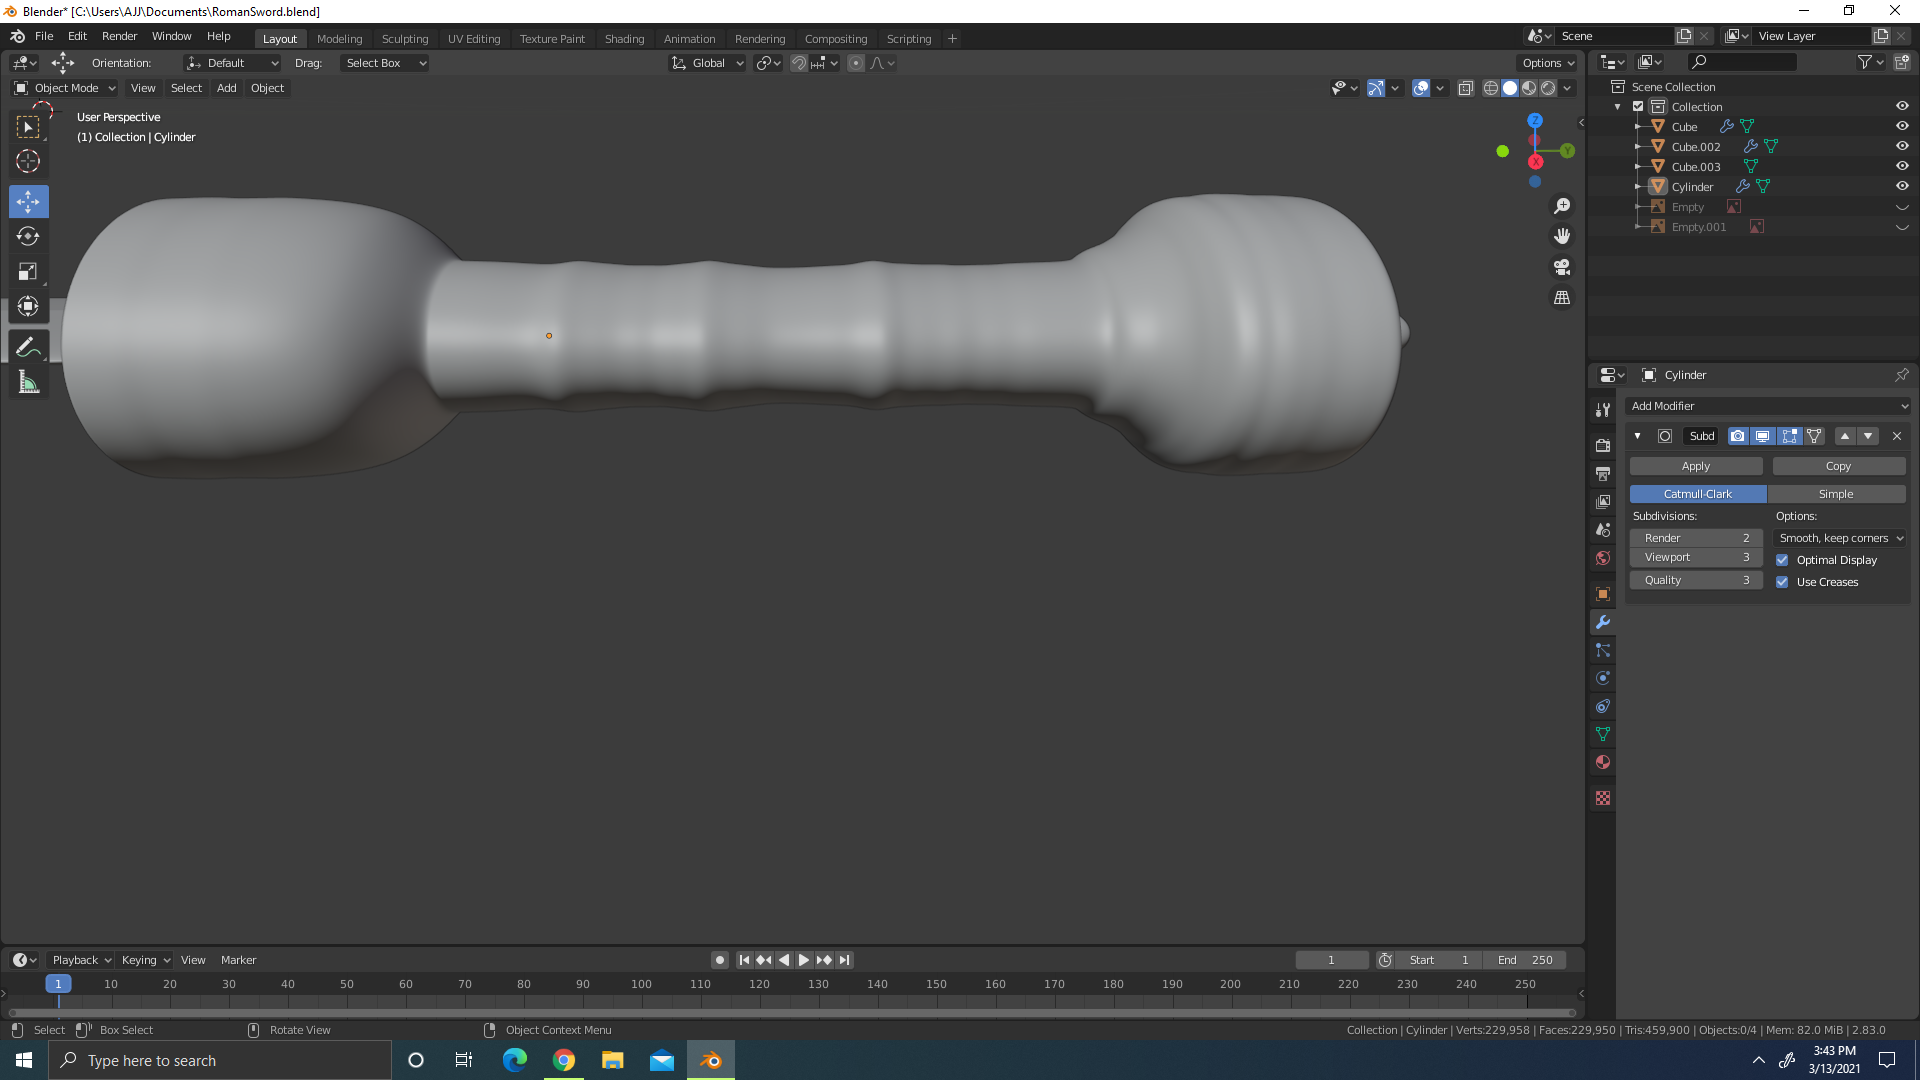 Blender* [C:\Users\AJJ\Documents\RomanSword.blend]
File Edit Render Window Help Layout Modeling Sculpting UV Editing Texture Paint Shading Animation Rendering Compositing Scripting + Scene View Layer
Orientation: Default Drag: Select Box Global Options
Object Mode View Select Add Object
User Perspective
(1) Collection | Cylinder
Z
Y
X
Scene Collection
Collection
Cube
Cube.002
Cube.003
Cylinder
Empty
Empty.001
Cylinder
Add Modifier
Subd
Apply Copy
Catmull-Clark Simple
Subdivisions: Options:
Render 2 Smooth, keep corners
Viewport 3 Optimal Display
Quality 3 Use Creases
Playback Keying View Marker 1 Start 1 End 250
1 10 20 30 40 50 60 70 80 90 100 110 120 130 140 150 160 170 180 190 200 210 220 230 240 250
Select Box Select Rotate View Object Context Menu Collection | Cylinder | Verts:229,958 | Faces:229,950 | Tris:459,900 | Objects:0/4 | Mem: 82.0 MiB | 2.83.0
Type here to search
3:43 PM
3/13/2021